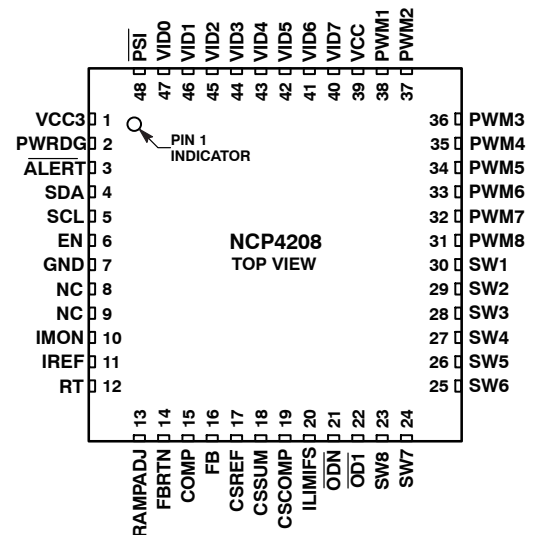 PSI
VID0
VID1
VID2
VID3
VID4
VID5
VID6
VID7
VCC
PWM1
PWM2
48
47
46
45
44
43
42
41
40
39
38
37
VCC3 1
PWRDG 2
ALERT 3
SDA 4
SCL 5
EN 6
GND 7
NC 8
NC 9
IMON 10
IREF 11
RT 12
PIN 1
INDICATOR
NCP4208
TOP VIEW
36 PWM3
35 PWM4
34 PWM5
33 PWM6
32 PWM7
31 PWM8
30 SW1
29 SW2
28 SW3
27 SW4
26 SW5
25 SW6
13
14
15
16
17
18
19
20
21
22
23
24
RAMPADJ
FBRTN
COMP
FB
CSREF
CSSUM
CSCOMP
ILIMIFS
ODN
OD1
SW8
SW7